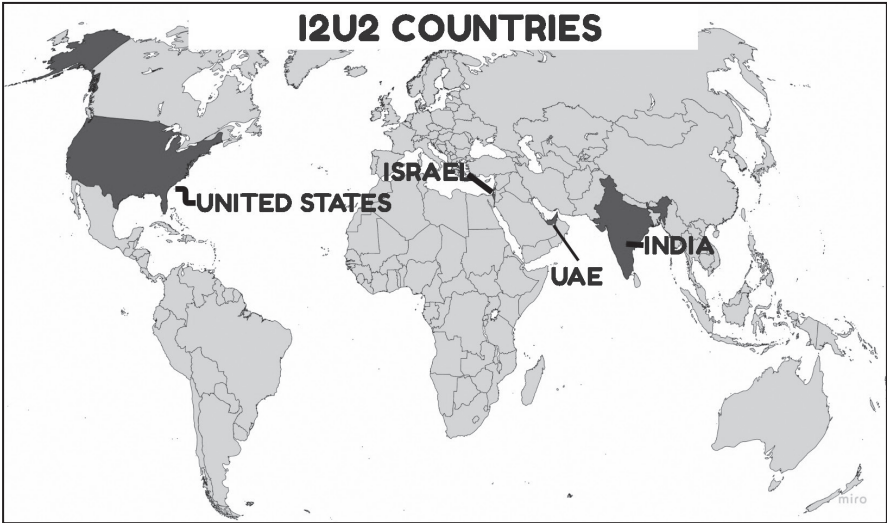 I2U2 COUNTRIES
ISRAEL
UNITED STATES
INDIA
UAE
miro